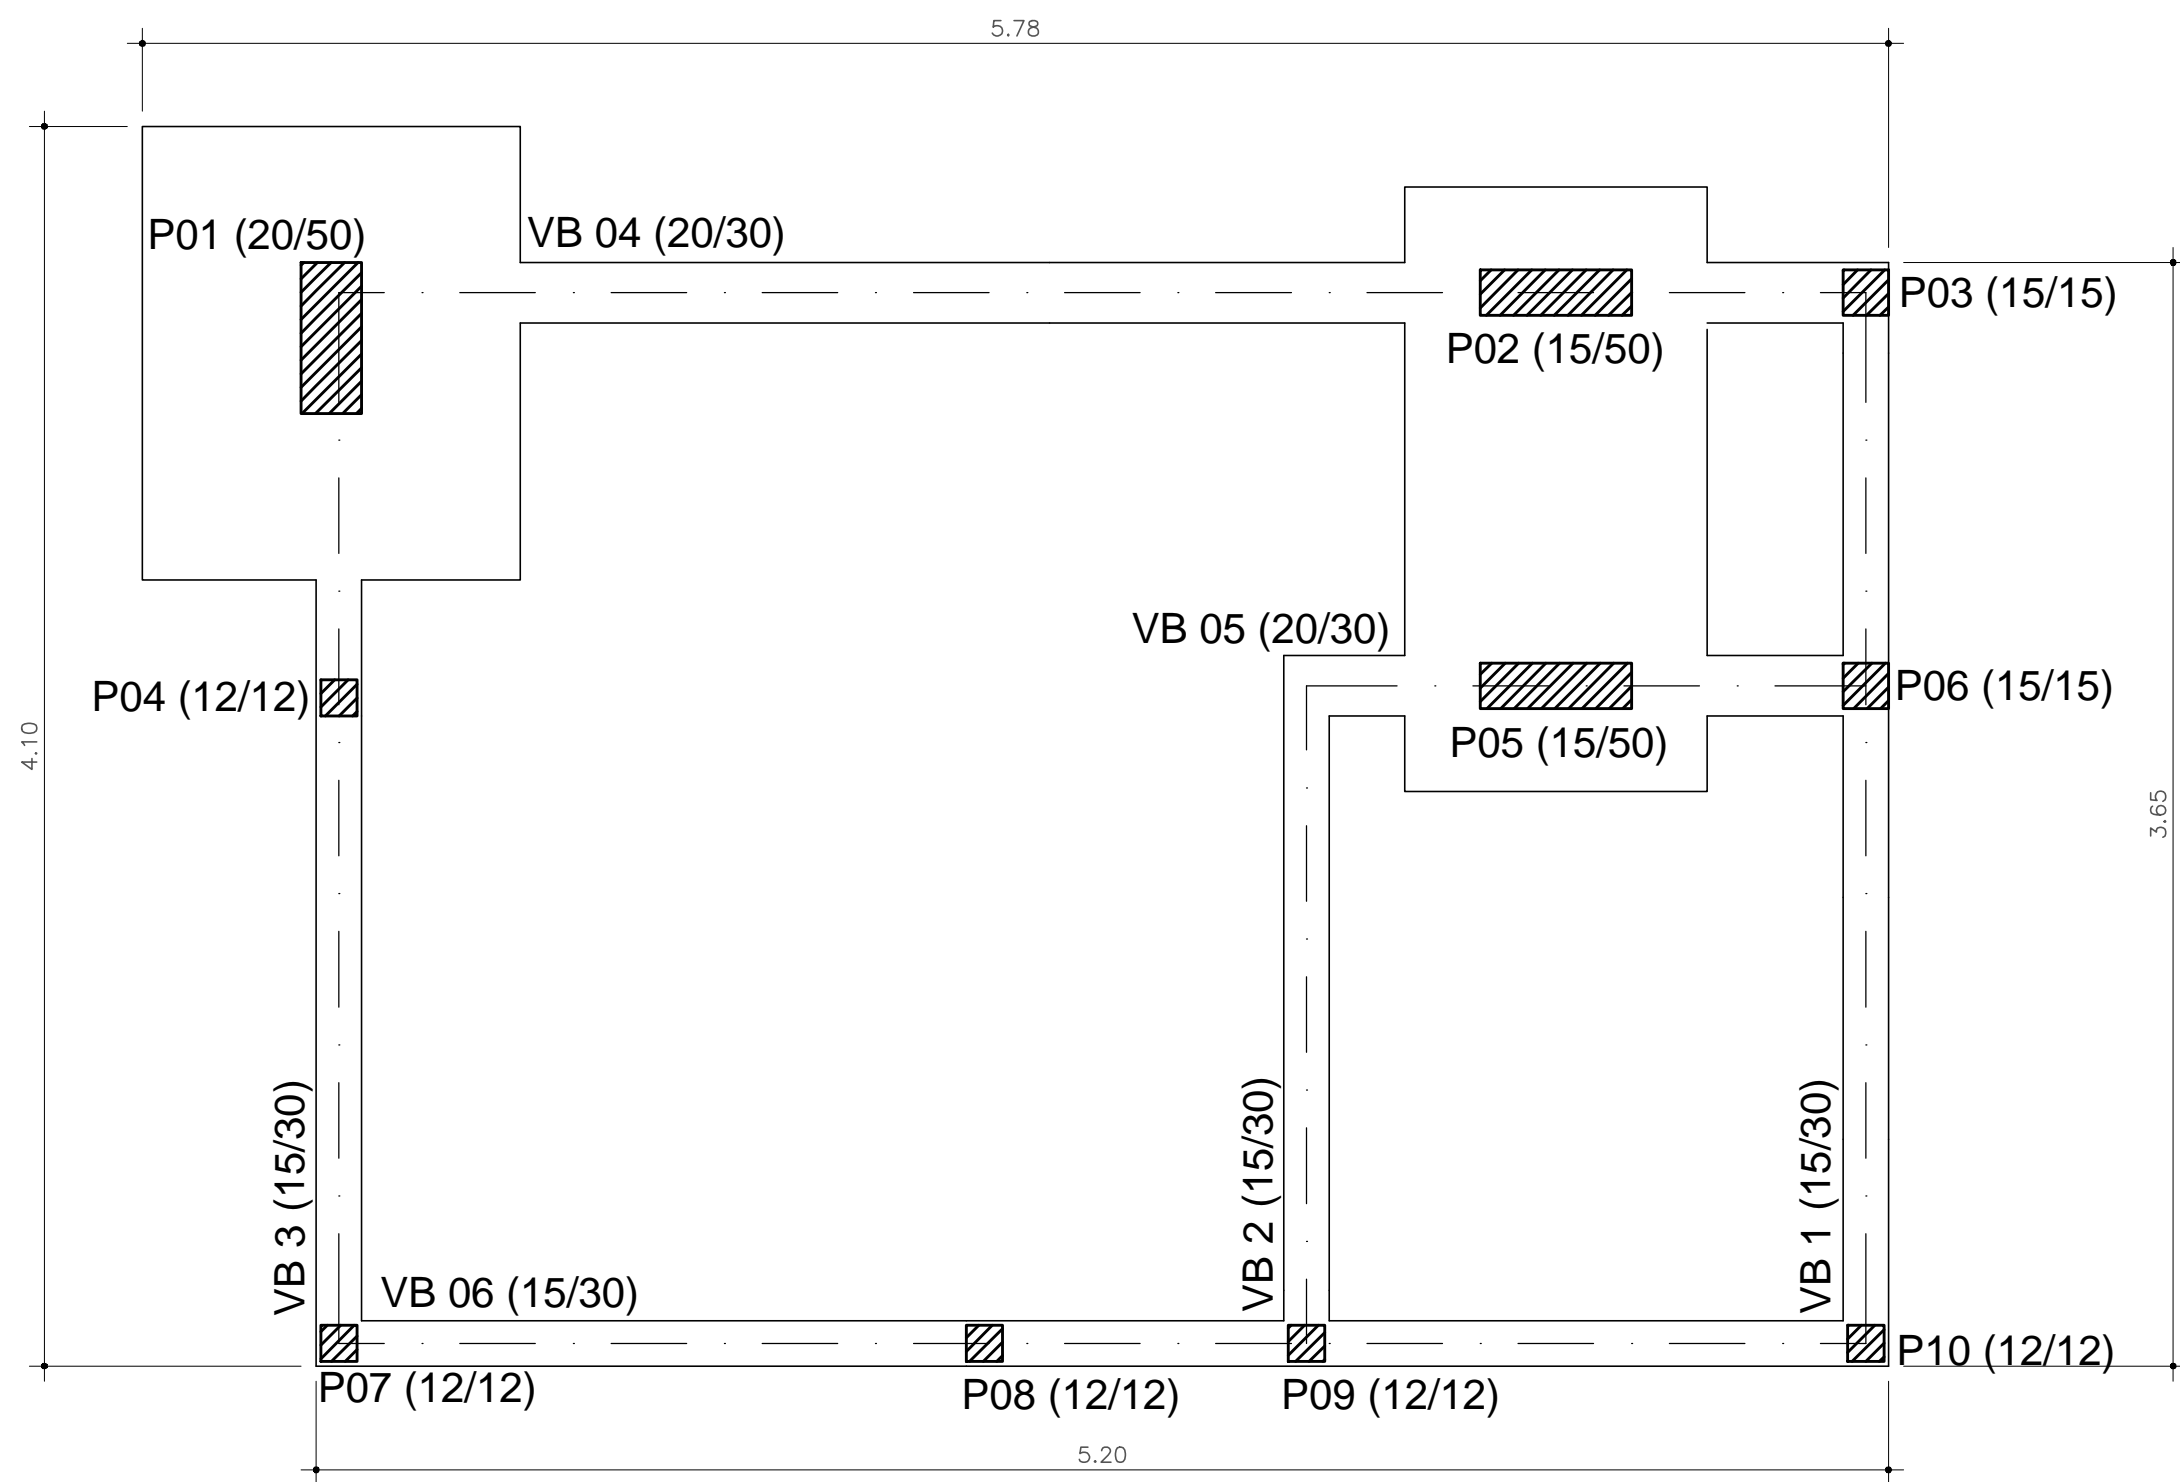 5.78
P01 (20/50)
VB 04 (20/30)
P03 (15/15)
P02 (15/50)
VB 05 (20/30)
P04 (12/12)
P06 (15/15)
4.10
P05 (15/50)
3.65
VB 3 (15/30)
VB 2 (15/30)
VB 1 (15/30)
VB 06 (15/30)
P10 (12/12)
P07 (12/12)
P08 (12/12)
P09 (12/12)
5.20